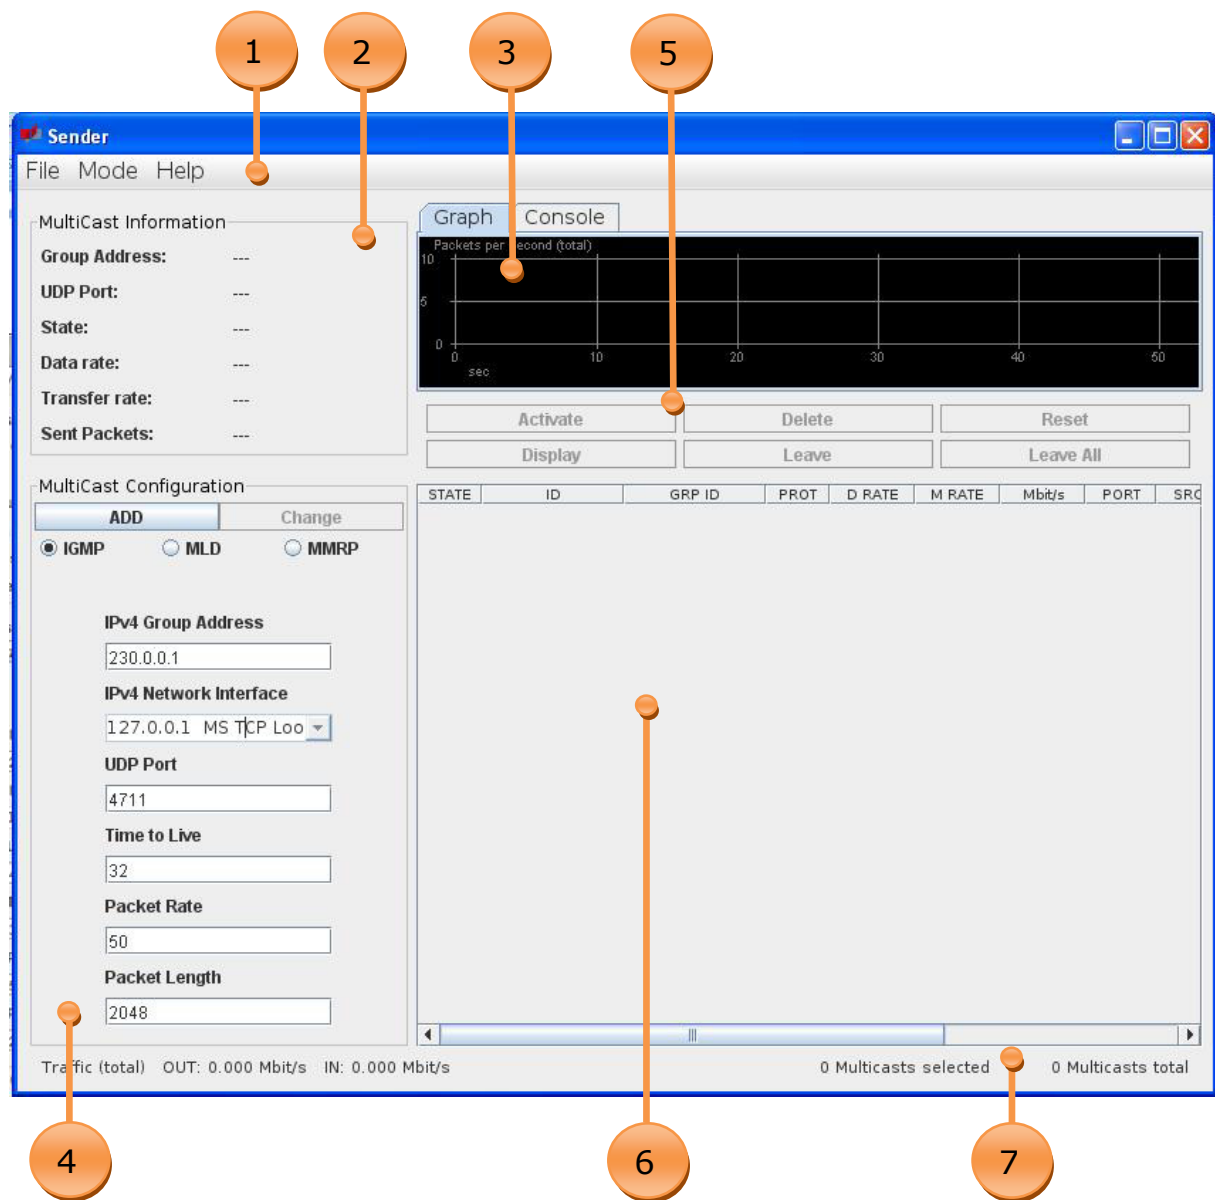 1 2 3 5
Sender
File Mode Help
MultiCast Information
Group Address: ---
UDP Port: ---
State: ---
Data rate: ---
Transfer rate: ---
Sent Packets: ---
Graph Console
Packets per second (total)
10
5
0
0 10 20 30 40 50
sec
Activate Delete Reset
Display Leave Leave All
MultiCast Configuration
ADD Change
IGMP MLD MMRP
IPv4 Group Address
230.0.0.1
IPv4 Network Interface
127.0.0.1 MS TCP Loo
UDP Port
4711
Time to Live
32
Packet Rate
50
Packet Length
2048
STATE ID GRP ID PROT D RATE M RATE Mbit/s PORT SRC
Traffic (total) OUT: 0.000 Mbit/s IN: 0.000 Mbit/s 0 Multicasts selected 0 Multicasts total
4 6 7